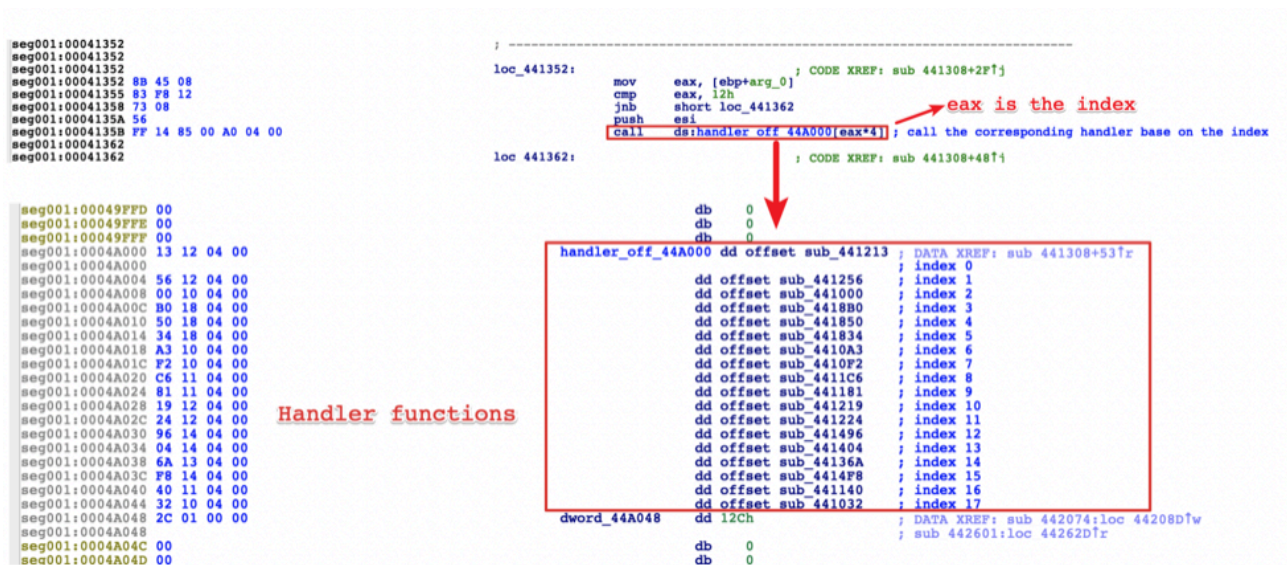 seg001:00041352 ; ---------------------------------------------------------------------------
seg001:00041352
seg001:00041352 loc_441352: ; CODE XREF: sub_441308+2F↑j
seg001:00041352 8B 45 08 mov eax, [ebp+arg_0]
seg001:00041355 83 F8 12 cmp eax, 12h
seg001:00041358 73 08 jnb short loc_441362
seg001:0004135A 56 push esi
seg001:0004135B FF 14 85 00 A0 04 00 call ds:handler_off_44A000[eax*4] ; call the corresponding handler base on the index
seg001:00041362
seg001:00041362 loc_441362: ; CODE XREF: sub_441308+48↑j
eax is the index
seg001:00049FFD 00 db 0
seg001:00049FFE 00 db 0
seg001:00049FFF 00 db 0
seg001:0004A000 13 12 04 00 handler_off_44A000 dd offset sub_441213 ; DATA XREF: sub_441308+53↑r
seg001:0004A000 ; index 0
seg001:0004A004 56 12 04 00 dd offset sub_441256 ; index 1
seg001:0004A008 00 10 04 00 dd offset sub_441000 ; index 2
seg001:0004A00C B0 18 04 00 dd offset sub_4418B0 ; index 3
seg001:0004A010 50 18 04 00 dd offset sub_441850 ; index 4
seg001:0004A014 34 18 04 00 dd offset sub_441834 ; index 5
seg001:0004A018 A3 10 04 00 dd offset sub_4410A3 ; index 6
seg001:0004A01C F2 10 04 00 dd offset sub_4410F2 ; index 7
seg001:0004A020 C6 11 04 00 dd offset sub_4411C6 ; index 8
seg001:0004A024 81 11 04 00 dd offset sub_441181 ; index 9
seg001:0004A028 19 12 04 00 dd offset sub_441219 ; index 10
seg001:0004A02C 24 12 04 00 dd offset sub_441224 ; index 11
seg001:0004A030 96 14 04 00 dd offset sub_441496 ; index 12
seg001:0004A034 04 14 04 00 dd offset sub_441404 ; index 13
seg001:0004A038 6A 13 04 00 dd offset sub_44136A ; index 14
seg001:0004A03C F8 14 04 00 dd offset sub_4414F8 ; index 15
seg001:0004A040 40 11 04 00 dd offset sub_441140 ; index 16
seg001:0004A044 32 10 04 00 dd offset sub_441032 ; index 17
Handler functions
seg001:0004A048 2C 01 00 00 dword_44A048 dd 12Ch ; DATA XREF: sub_442074:loc_44208D↑w
seg001:0004A048 ; sub_442601:loc_44262D↑r
seg001:0004A04C 00 db 0
seg001:0004A04D 00 db 0